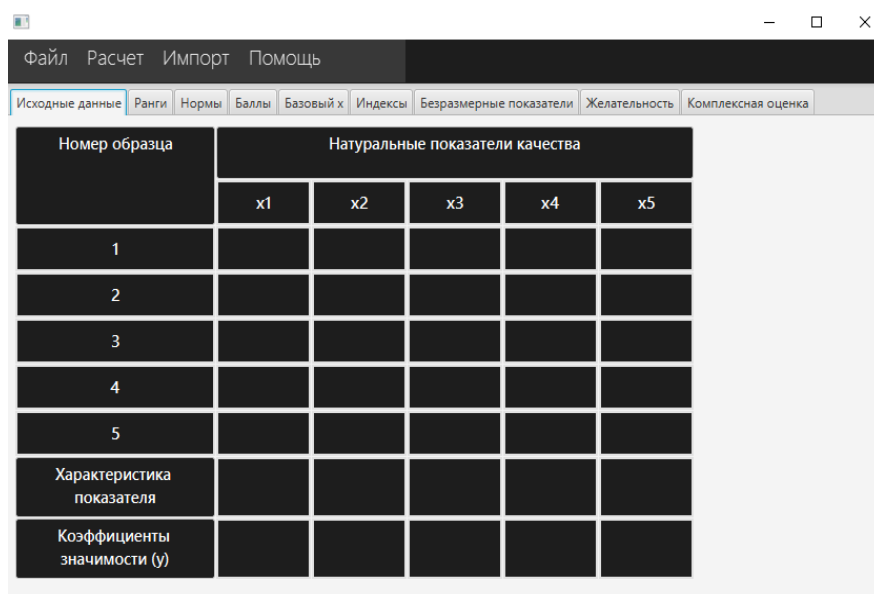 Файл Расчет Импорт Помощь
Исходные данные Ранги Нормы Баллы Базовый x Индексы Безразмерные показатели Желательность Комплексная оценка
Номер образца Натуральные показатели качества
x1 x2 x3 x4 x5
1
2
3
4
5
Характеристика
показателя
Коэффициенты
значимости (y)